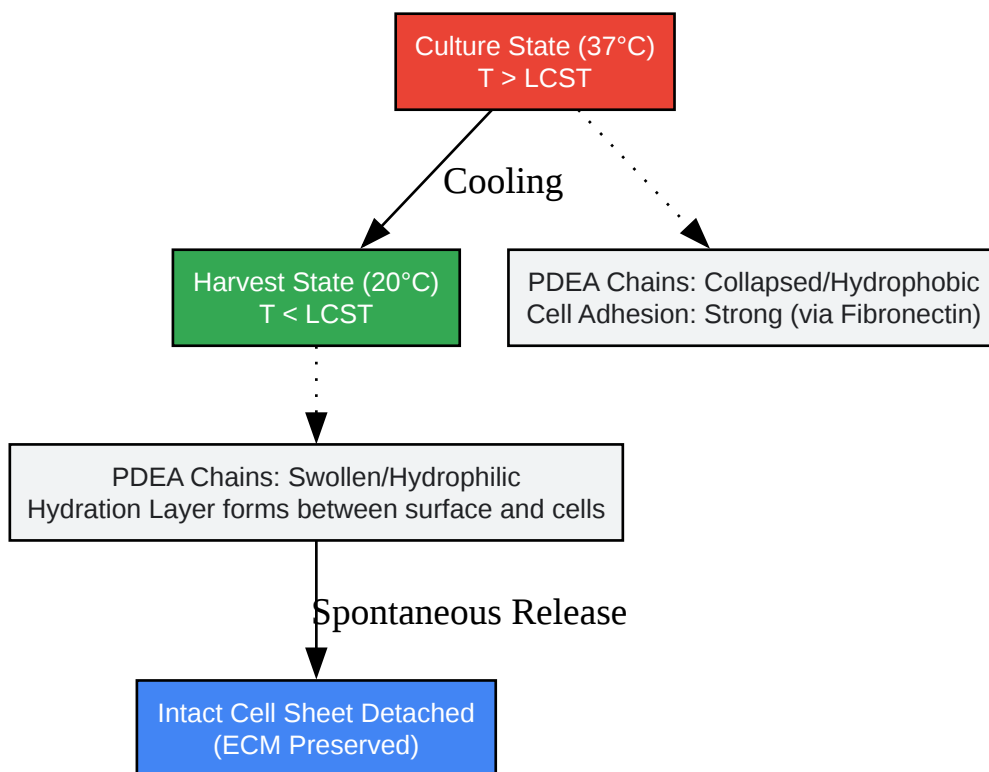 Culture State (37°C)
T > LCST
Cooling
Harvest State (20°C)
T < LCST
PDEA Chains: Collapsed/Hydrophobic
Cell Adhesion: Strong (via Fibronectin)
PDEA Chains: Swollen/Hydrophilic
Hydration Layer forms between surface and cells
Spontaneous Release
Intact Cell Sheet Detached
(ECM Preserved)